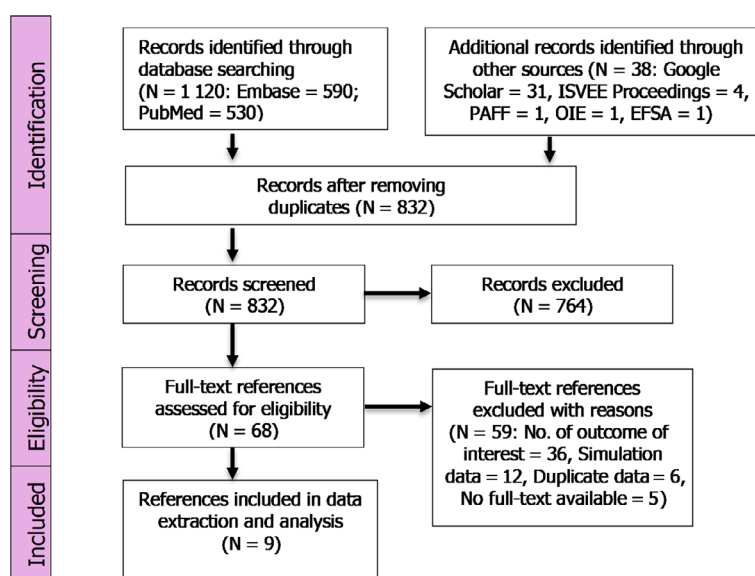 Identification
Records identified through
database searching
(N = 1 120: Embase = 590;
PubMed = 530)
Additional records identified through
other sources (N = 38: Google
Scholar = 31, ISVEE Proceedings = 4,
PAFF = 1, OIE = 1, EFSA = 1)
Records after removing
duplicates (N = 832)
Screening
Records screened
(N = 832)
Records excluded
(N = 764)
Eligibility
Full-text references
assessed for eligibility
(N = 68)
Full-text references
excluded with reasons
(N = 59: No. of outcome of
interest = 36, Simulation
data = 12, Duplicate data = 6,
No full-text available = 5)
Included
References included in data
extraction and analysis
(N = 9)